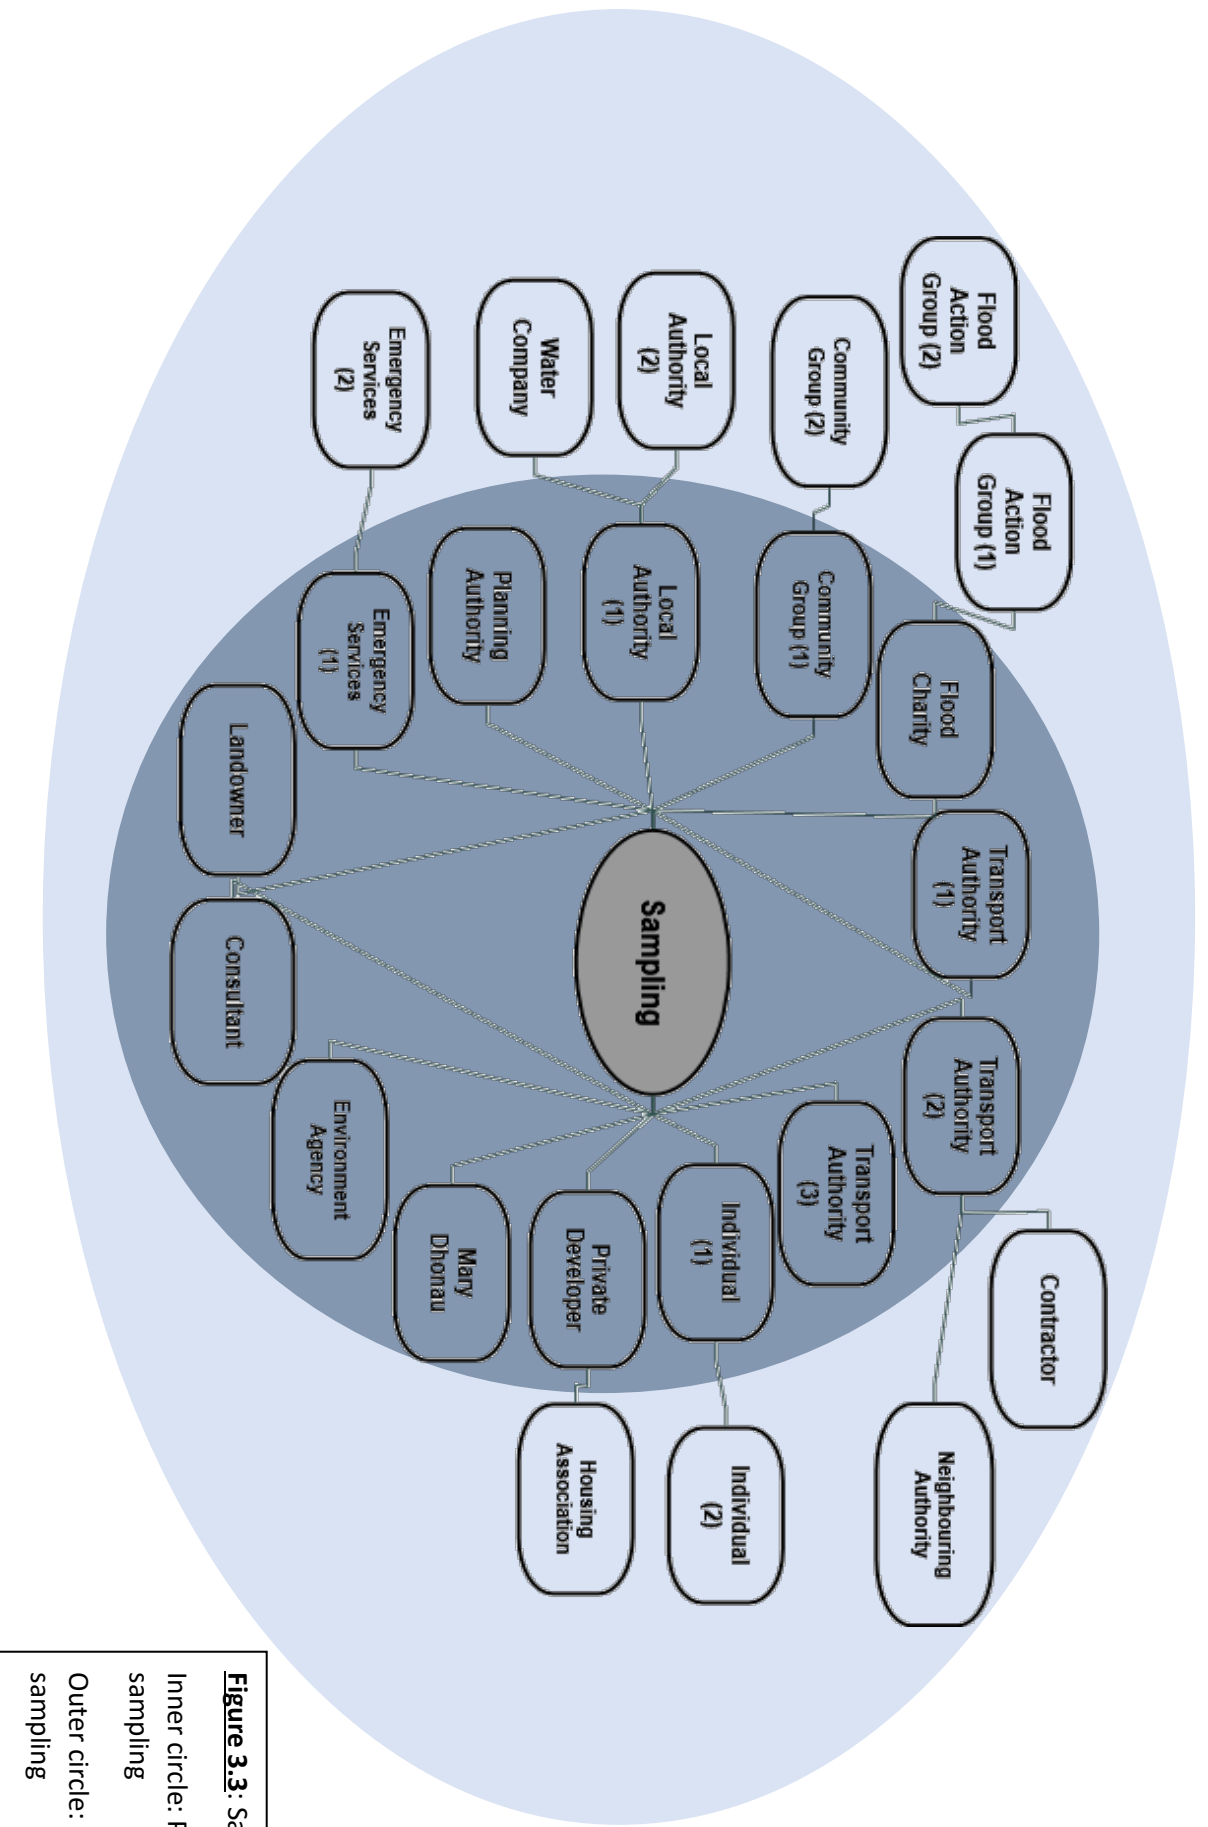 Contractor
Flood
Action
Group (1)
Flood
Action
Group (2)
Transport
Authority
(1)
Transport
Authority
(2)
Neighbouring
Authority
Flood
Charity
Community
Group (2)
Community
Group (1)
Transport
Authority
(3)
Local
Authority
(2)
Local
Authority
(1)
Sampling
Individual
(1)
Individual
(2)
Water
Company
Planning
Authority
Private
Developer
Housing
Association
Emergency
Services
(2)
Emergency
Services
(1)
Mary
Dhonau
Landowner
Consultant
Environment
Agency
Figure 3.3: Sa
Inner circle:
sampling
Outer circle:
sampling